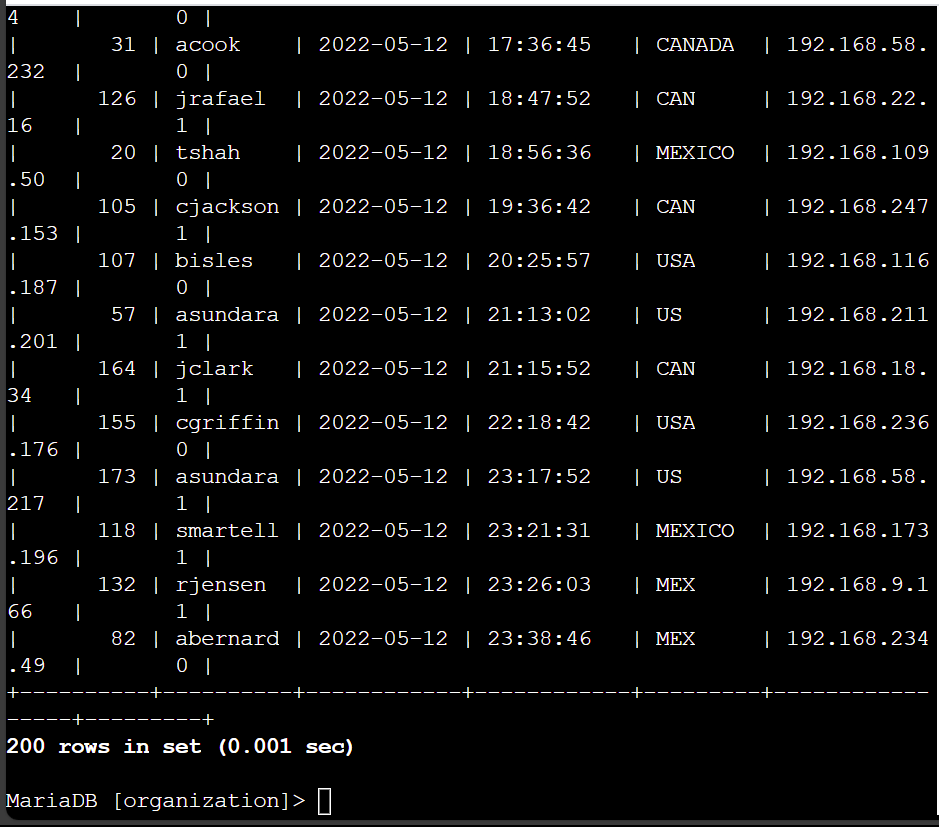 4    |       0 |
|       31 | acook    | 2022-05-12 | 17:36:45   | CANADA  | 192.168.58.
232  |       0 |
|      126 | jrafael  | 2022-05-12 | 18:47:52   | CAN     | 192.168.22.
16   |       1 |
|       20 | tshah    | 2022-05-12 | 18:56:36   | MEXICO  | 192.168.109
.50  |       0 |
|      105 | cjackson | 2022-05-12 | 19:36:42   | CAN     | 192.168.247
.153 |       1 |
|      107 | bisles   | 2022-05-12 | 20:25:57   | USA     | 192.168.116
.187 |       0 |
|       57 | asundara | 2022-05-12 | 21:13:02   | US      | 192.168.211
.201 |       1 |
|      164 | jclark   | 2022-05-12 | 21:15:52   | CAN     | 192.168.18.
34   |       1 |
|      155 | cgriffin | 2022-05-12 | 22:18:42   | USA     | 192.168.236
.176 |       0 |
|      173 | asundara | 2022-05-12 | 23:17:52   | US      | 192.168.58.
217  |       1 |
|      118 | smartell | 2022-05-12 | 23:21:31   | MEXICO  | 192.168.173
.196 |       1 |
|      132 | rjensen  | 2022-05-12 | 23:26:03   | MEX     | 192.168.9.1
66   |       1 |
|       82 | abernard | 2022-05-12 | 23:38:46   | MEX     | 192.168.234
.49  |       0 |
+----------+----------+------------+------------+---------+------------
-----+---------+
200 rows in set (0.001 sec)
MariaDB [organization]>